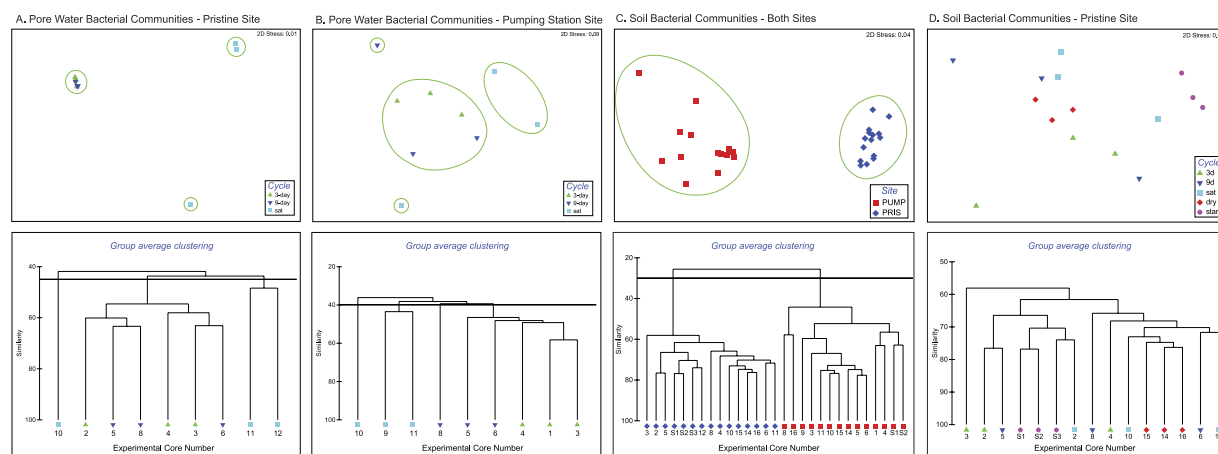 A. Pore Water Bacterial Communities - Pristine Site
2D Stress: 0.01
Cycle
3-day
9-day
sat
Group average clustering
40
60
80
100
Similarity
10 2 5 8 4 3 6 11 12
Experimental Core Number
B. Pore Water Bacterial Communities - Pumping Station Site
2D Stress: 0.08
Cycle
3-day
9-day
sat
Group average clustering
20
40
60
80
100
Similarity
10 9 11 8 5 6 4 1 3
Experimental Core Number
C. Soil Bacterial Communities - Both Sites
2D Stress: 0.04
Site
PUMP
PRIS
Group average clustering
20
40
60
80
100
Similarity
3 2 5 S1 S2 S3 12 8 4 10 15 14 16 6 11 8 16 9 3 11 10 15 14 5 6 1 4 S1 S2
Experimental Core Number
D. Soil Bacterial Communities - Pristine Site
2D Stress: 0.
Cycle
3d
9d
sat
dry
star
Group average clustering
50
60
70
80
90
100
Similarity
3 2 5 S1 S2 S3 2 8 4 10 15 14 16 6 1
Experimental Core Number